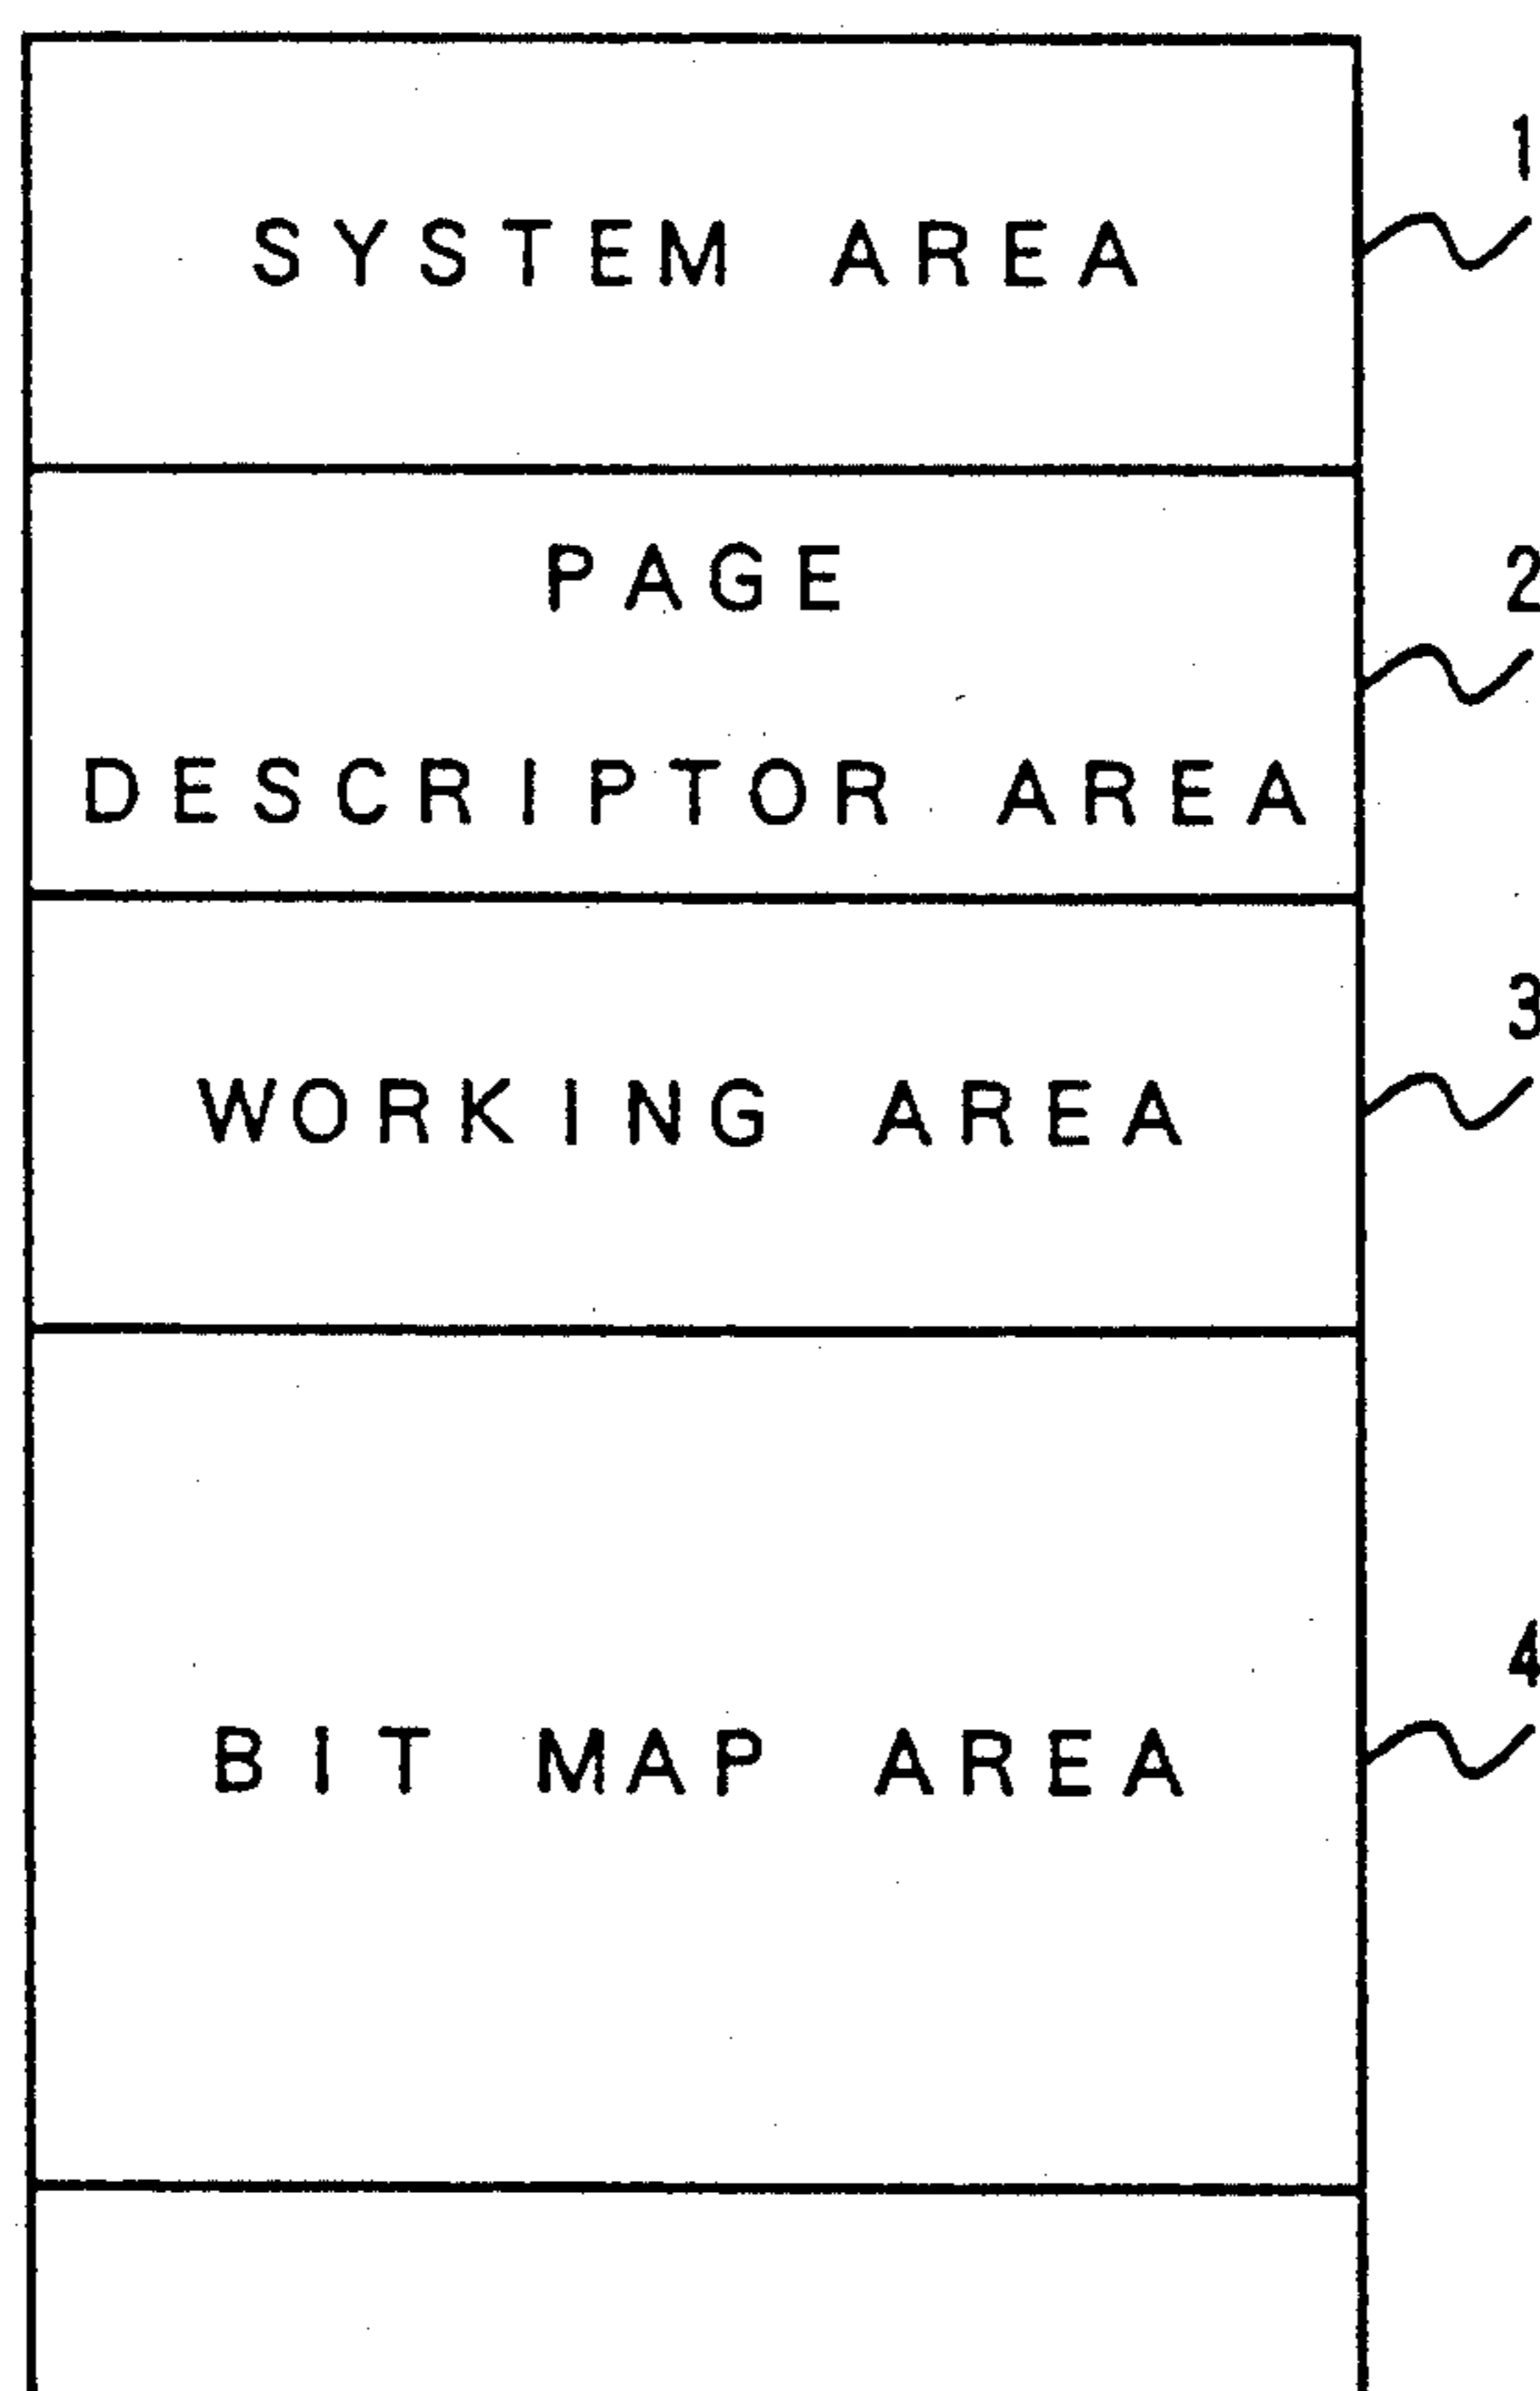 SYSTEM AREA
1
PAGE
2
DESCRIPTOR AREA
WORKING AREA
3
BIT MAP AREA
4